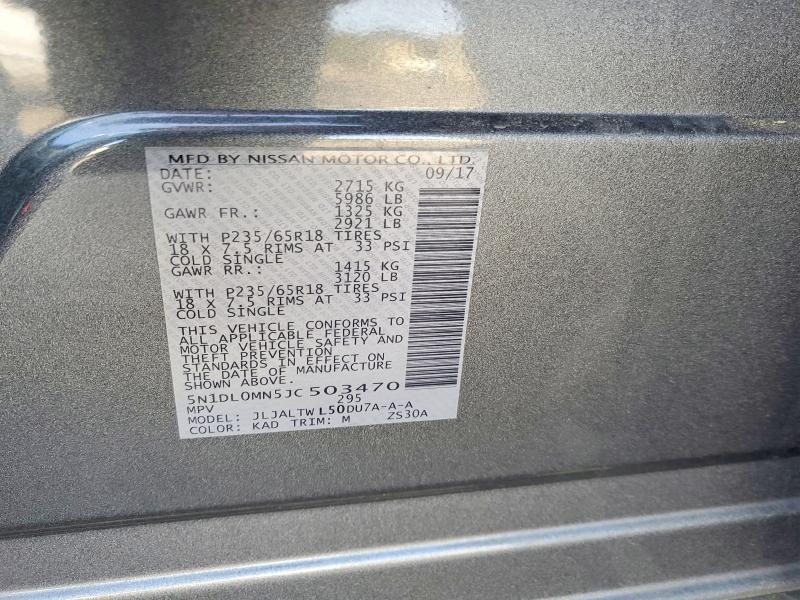 MFD BY NISSAN MOTOR CO., LTD.
DATE: 09/17
GVWR: 2715 KG
5986 LB
GAWR FR.: 1325 KG
2921 LB
WITH P235/65R18 TIRES
18 X 7.5 RIMS AT 33 PSI
COLD SINGLE
GAWR RR.: 1415 KG
3120 LB
WITH P235/65R18 TIRES
18 X 7.5 RIMS AT 33 PSI
COLD SINGLE
THIS VEHICLE CONFORMS TO
ALL APPLICABLE FEDERAL
MOTOR VEHICLE SAFETY AND
THEFT PREVENTION
STANDARDS IN EFFECT ON
THE DATE OF MANUFACTURE
SHOWN ABOVE.
5N1DL0MN5JC503470
MPV 295
MODEL: JLJALTWL50DU7A-A-A
COLOR: KAD TRIM: M ZS30A